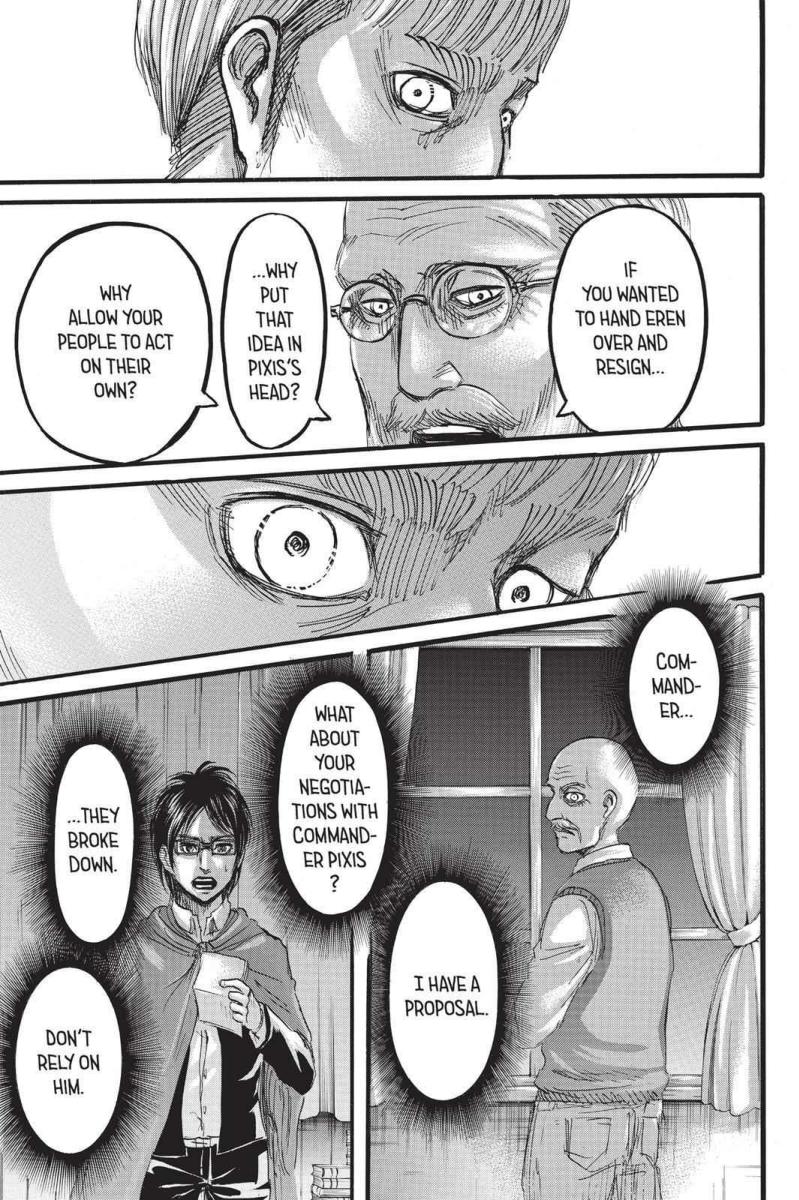 IF
YOU WANTED
TO HAND EREN
OVER AND
RESIGN...
...WHY
PUT
THAT
IDEA IN
PIXIS'S
HEAD?
WHY
ALLOW YOUR
PEOPLE TO ACT
ON THEIR
OWN?
COM-
MAND-
ER...
I HAVE A
PROPOSAL.
WHAT
ABOUT
YOUR
NEGOTIA-
TIONS WITH
COMMAND-
ER PIXIS
?
...THEY
BROKE
DOWN.
DON'T
RELY ON
HIM.